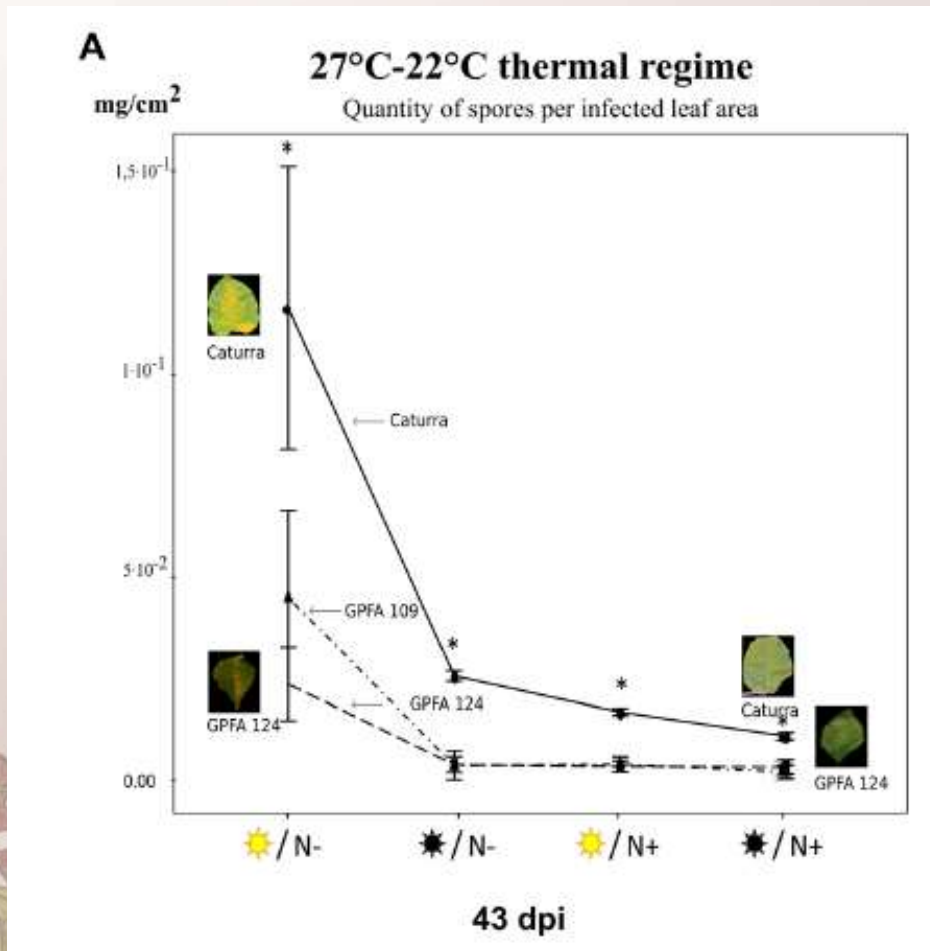 A
27°C-22°C thermal regime
mg/cm²
Quantity of spores per infected leaf area
*
1,5·10⁻¹
Caturra
1·10⁻¹
Caturra
5·10⁻²
GPFA 109
*
*
GPFA 124
GPFA 124
Caturra
*
GPFA 124
0.00
/ N-
/ N-
/ N+
/ N+
43 dpi